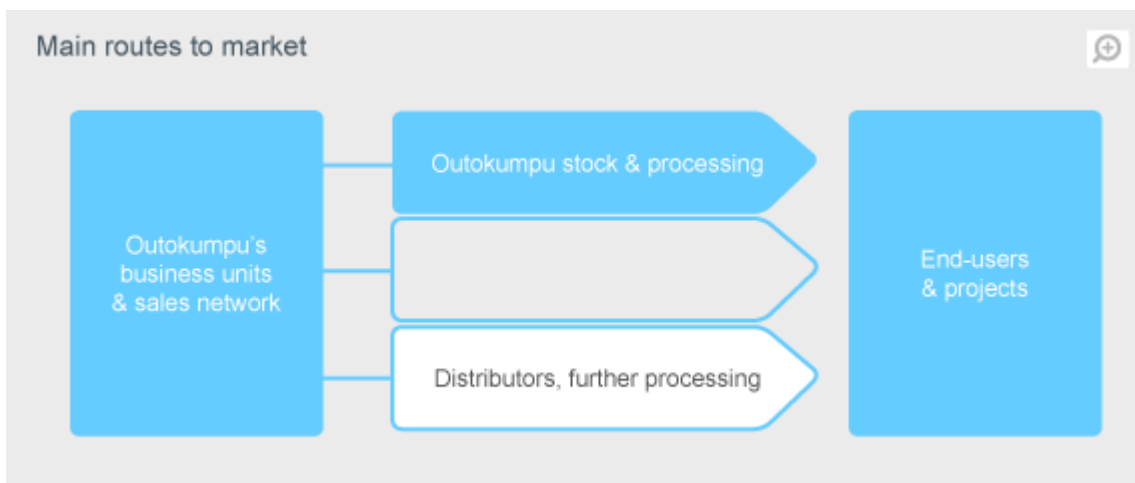 Main routes to market
Outokumpu's
business units
& sales network
Outokumpu stock & processing
Distributors, further processing
End-users
& projects